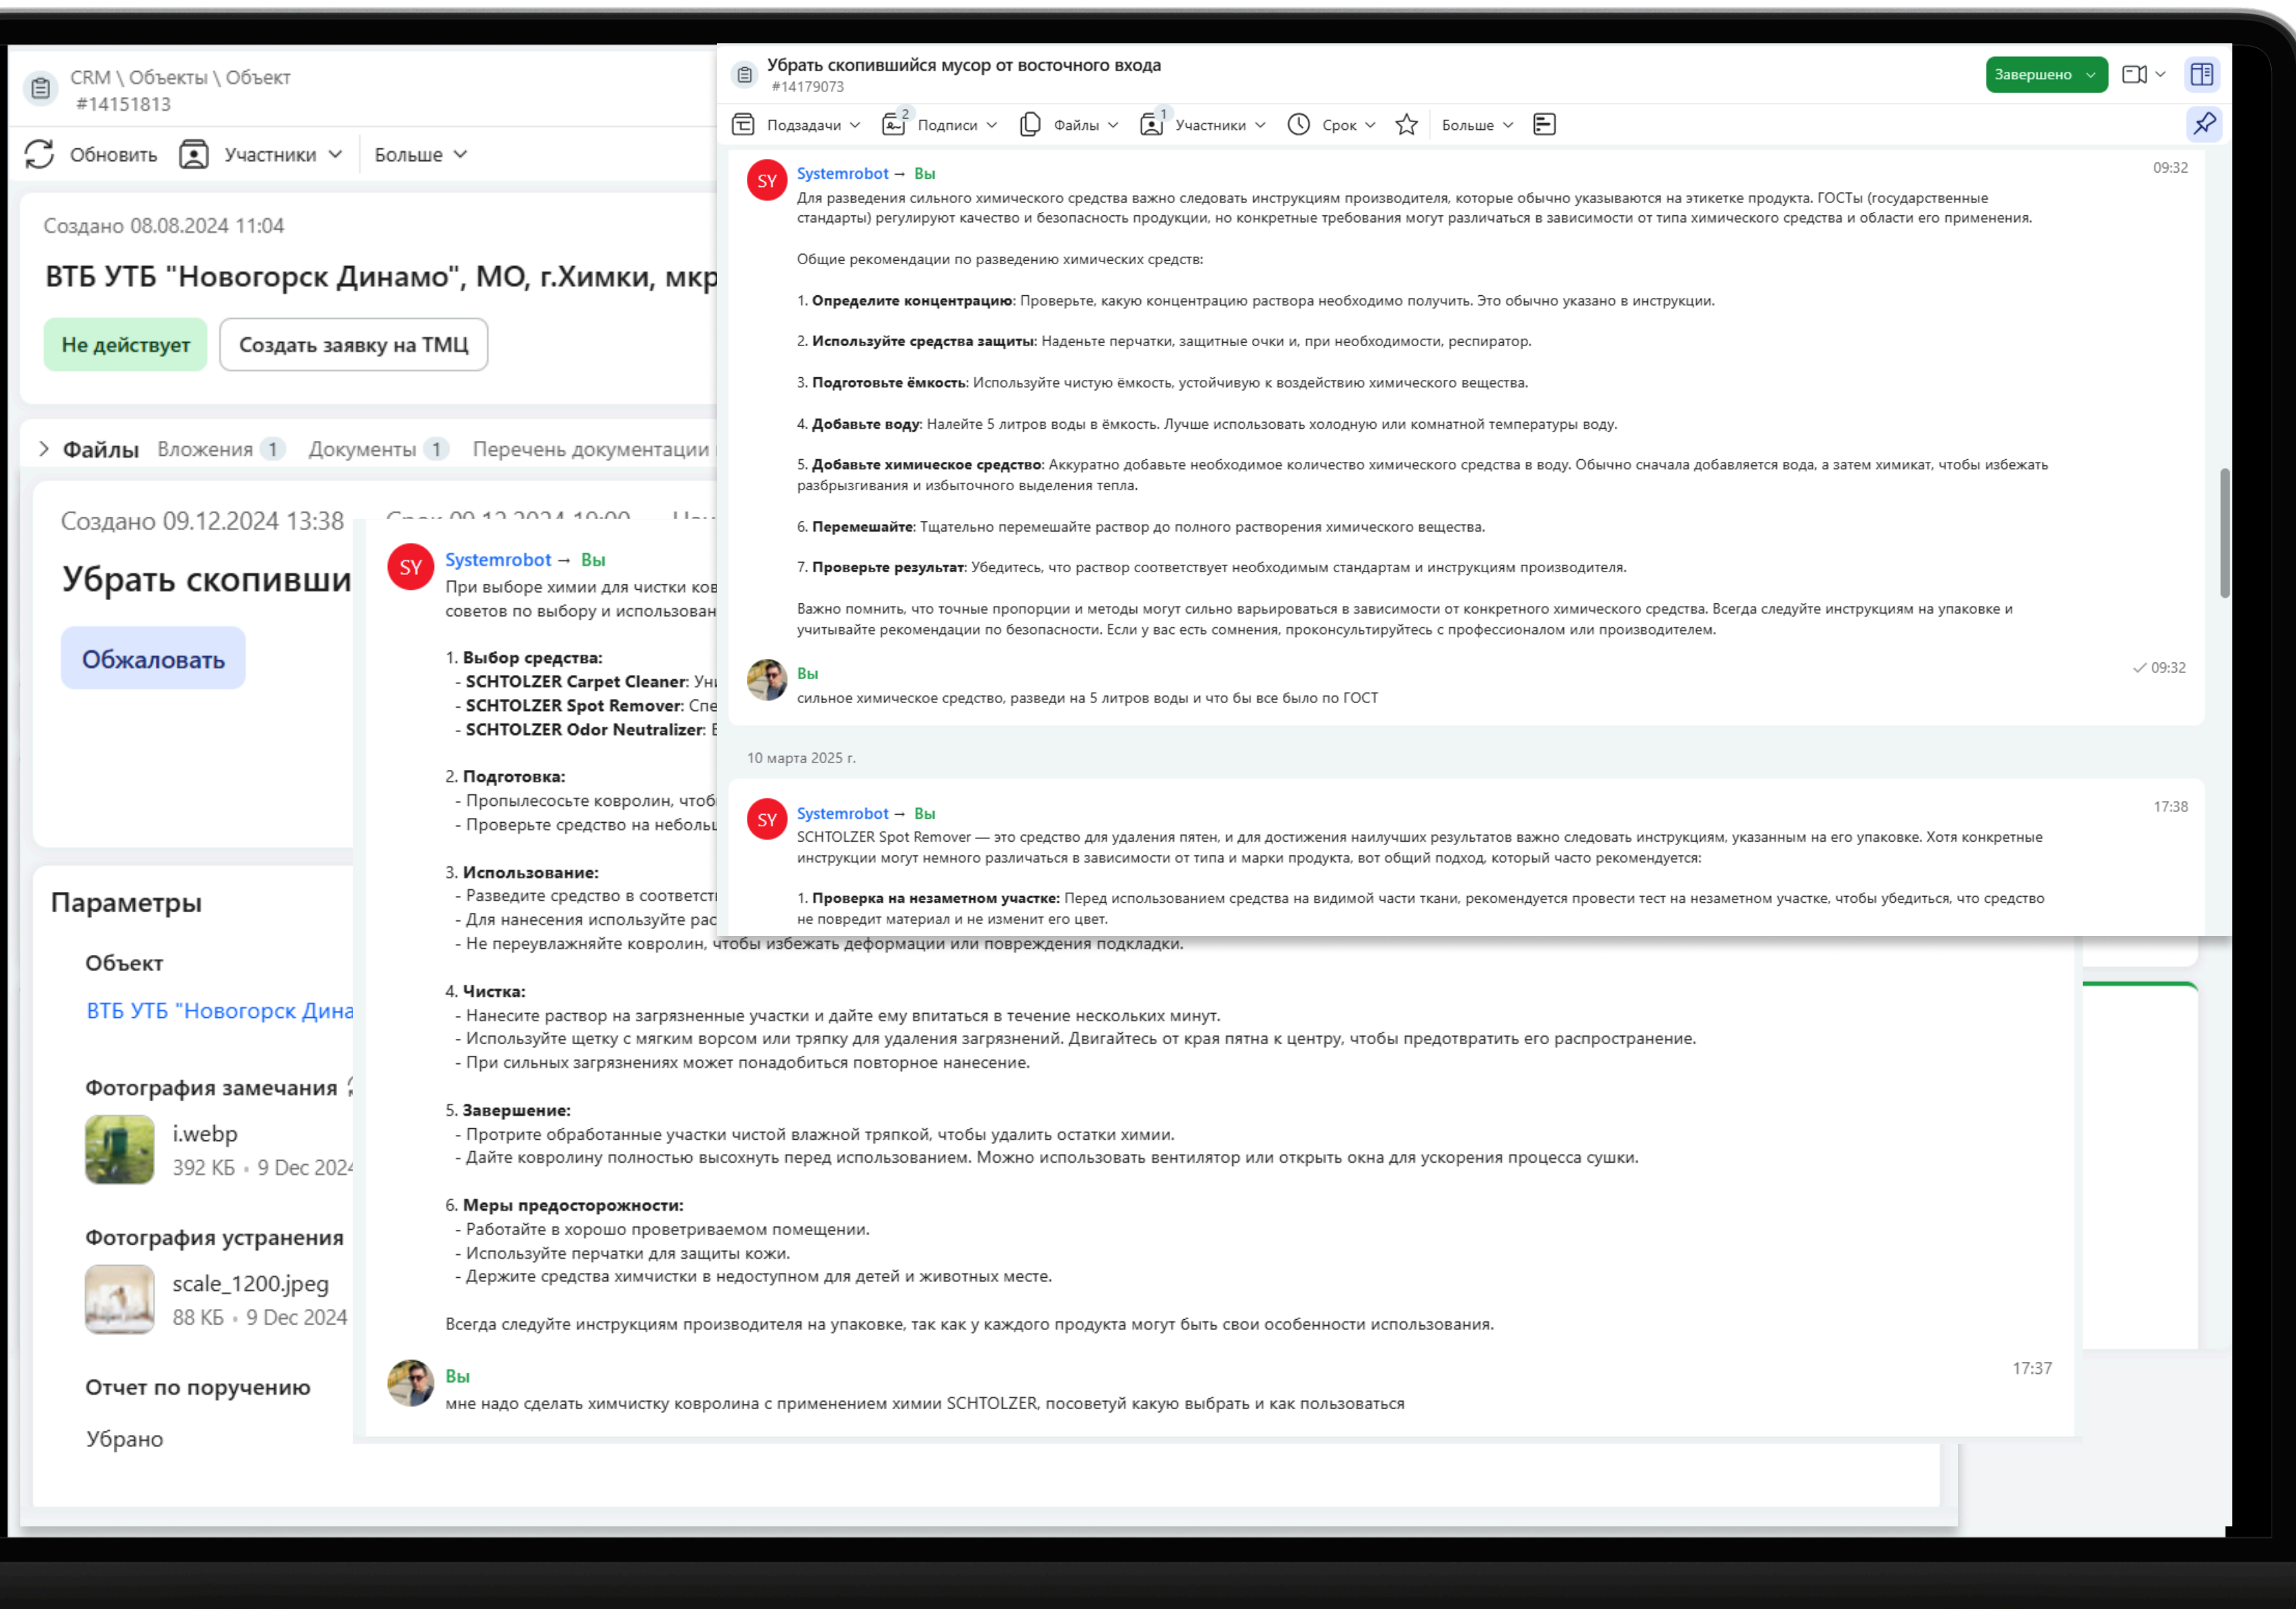 CRM \ Объекты \ Объект
#14151813
Обновить Участники Больше
Создано 08.08.2024 11:04
ВТБ УТБ "Новогорск Динамо", МО, г.Химки, мкр
Не действует Создать заявку на ТМЦ
Файлы Вложения 1 Документы 1 Перечень документации
Создано 09.12.2024 13:38
Убрать скопивши
Обжаловать
Параметры
Объект
ВТБ УТБ "Новогорск Дина
Фотография замечания
i.webp
392 КБ • 9 Dec 2024
Фотография устранения
scale_1200.jpeg
88 КБ • 9 Dec 2024
Отчет по поручению
Убрано
SY
Systemrobot → Вы
При выборе химии для чистки ков
советов по выбору и использован
1. Выбор средства:
- SCHTOLZER Carpet Cleaner: Уни
- SCHTOLZER Spot Remover: Спе
- SCHTOLZER Odor Neutralizer:
2. Подготовка:
- Пропылесосьте ковролин, чтоб
- Проверьте средство на неболь
3. Использование:
- Разведите средство в соответст
- Для нанесения используйте рас
- Не переувлажняйте ковролин, чтобы избежать деформации или повреждения подкладки.
4. Чистка:
- Нанесите раствор на загрязненные участки и дайте ему впитаться в течение нескольких минут.
- Используйте щетку с мягким ворсом или тряпку для удаления загрязнений. Двигайтесь от края пятна к центру, чтобы предотвратить его распространение.
- При сильных загрязнениях может понадобиться повторное нанесение.
5. Завершение:
- Протрите обработанные участки чистой влажной тряпкой, чтобы удалить остатки химии.
- Дайте ковролину полностью высохнуть перед использованием. Можно использовать вентилятор или открыть окна для ускорения процесса сушки.
6. Меры предосторожности:
- Работайте в хорошо проветриваемом помещении.
- Используйте перчатки для защиты кожи.
- Держите средства химчистки в недоступном для детей и животных месте.
Всегда следуйте инструкциям производителя на упаковке, так как у каждого продукта могут быть свои особенности использования.
Вы 17:37
мне надо сделать химчистку ковролина с применением химии SCHTOLZER, посоветуй какую выбрать и как пользоваться
Убрать скопившийся мусор от восточного входа
#14179073
Завершено
Подзадачи 2 Подписи Файлы 1 Участники Срок Больше
SY
Systemrobot → Вы 09:32
Для разведения сильного химического средства важно следовать инструкциям производителя, которые обычно указываются на этикетке продукта. ГОСТы (государственные
стандарты) регулируют качество и безопасность продукции, но конкретные требования могут различаться в зависимости от типа химического средства и области его применения.
Общие рекомендации по разведению химических средств:
1. Определите концентрацию: Проверьте, какую концентрацию раствора необходимо получить. Это обычно указано в инструкции.
2. Используйте средства защиты: Наденьте перчатки, защитные очки и, при необходимости, респиратор.
3. Подготовьте ёмкость: Используйте чистую ёмкость, устойчивую к воздействию химического вещества.
4. Добавьте воду: Налейте 5 литров воды в ёмкость. Лучше использовать холодную или комнатной температуры воду.
5. Добавьте химическое средство: Аккуратно добавьте необходимое количество химического средства в воду. Обычно сначала добавляется вода, а затем химикат, чтобы избежать
разбрызгивания и избыточного выделения тепла.
6. Перемешайте: Тщательно перемешайте раствор до полного растворения химического вещества.
7. Проверьте результат: Убедитесь, что раствор соответствует необходимым стандартам и инструкциям производителя.
Важно помнить, что точные пропорции и методы могут сильно варьироваться в зависимости от конкретного химического средства. Всегда следуйте инструкциям на упаковке и
учитывайте рекомендации по безопасности. Если у вас есть сомнения, проконсультируйтесь с профессионалом или производителем.
Вы 09:32
сильное химическое средство, разведи на 5 литров воды и что бы все было по ГОСТ
10 марта 2025 г.
SY
Systemrobot → Вы 17:38
SCHTOLZER Spot Remover — это средство для удаления пятен, и для достижения наилучших результатов важно следовать инструкциям, указанным на его упаковке. Хотя конкретные
инструкции могут немного различаться в зависимости от типа и марки продукта, вот общий подход, который часто рекомендуется:
1. Проверка на незаметном участке: Перед использованием средства на видимой части ткани, рекомендуется провести тест на незаметном участке, чтобы убедиться, что средство
не повредит материал и не изменит его цвет.